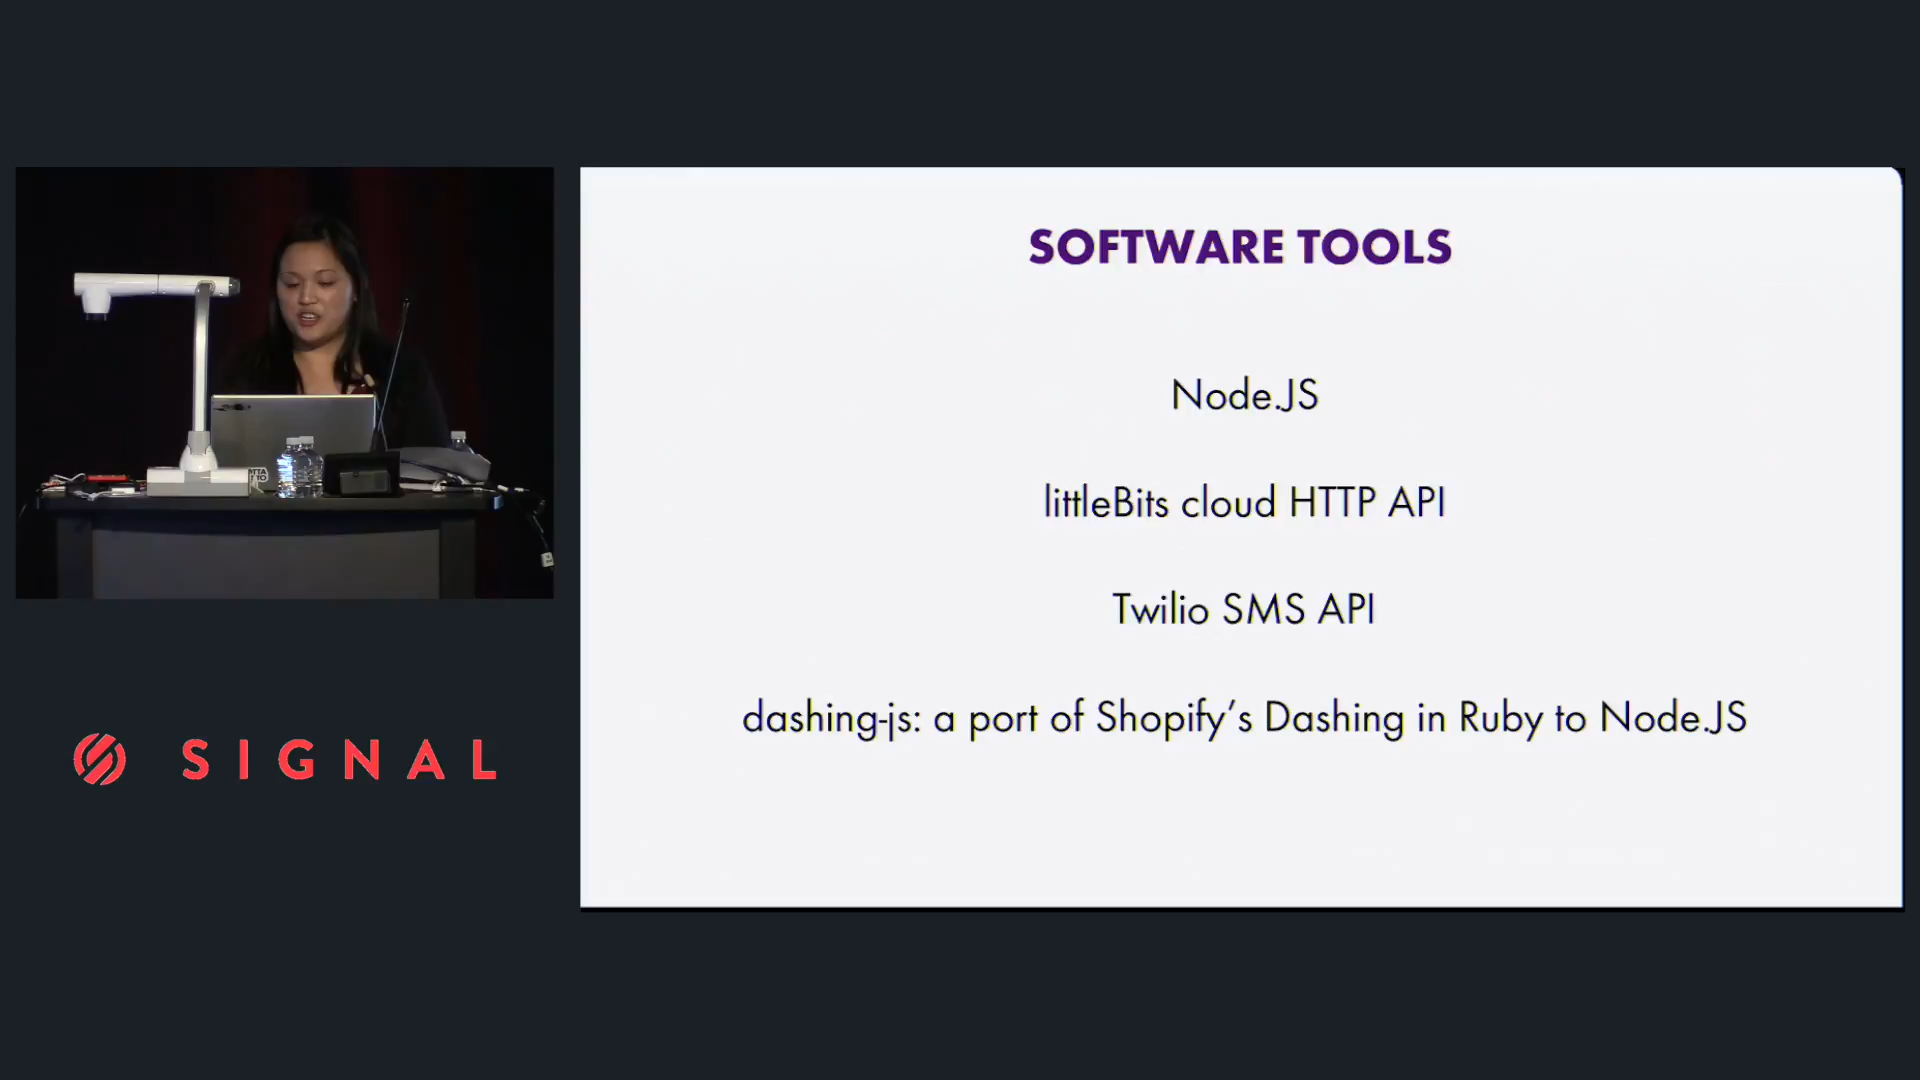 SOFTWARE TOOLS
Node.JS
littleBits cloud HTTP API
Twilio SMS API
dashing-js: a port of Shopify’s Dashing in Ruby to Node.JS
SIGNAL